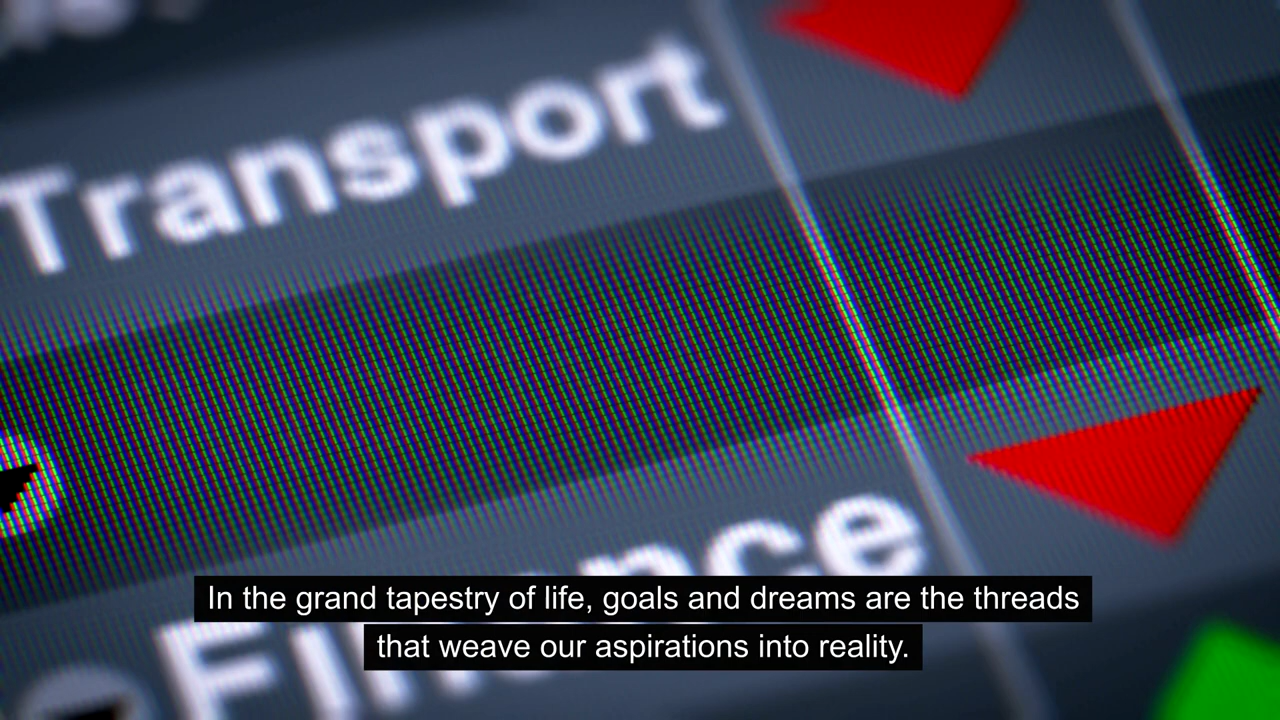 Transport
Finance
In the grand tapestry of life, goals and dreams are the threads
that weave our aspirations into reality.